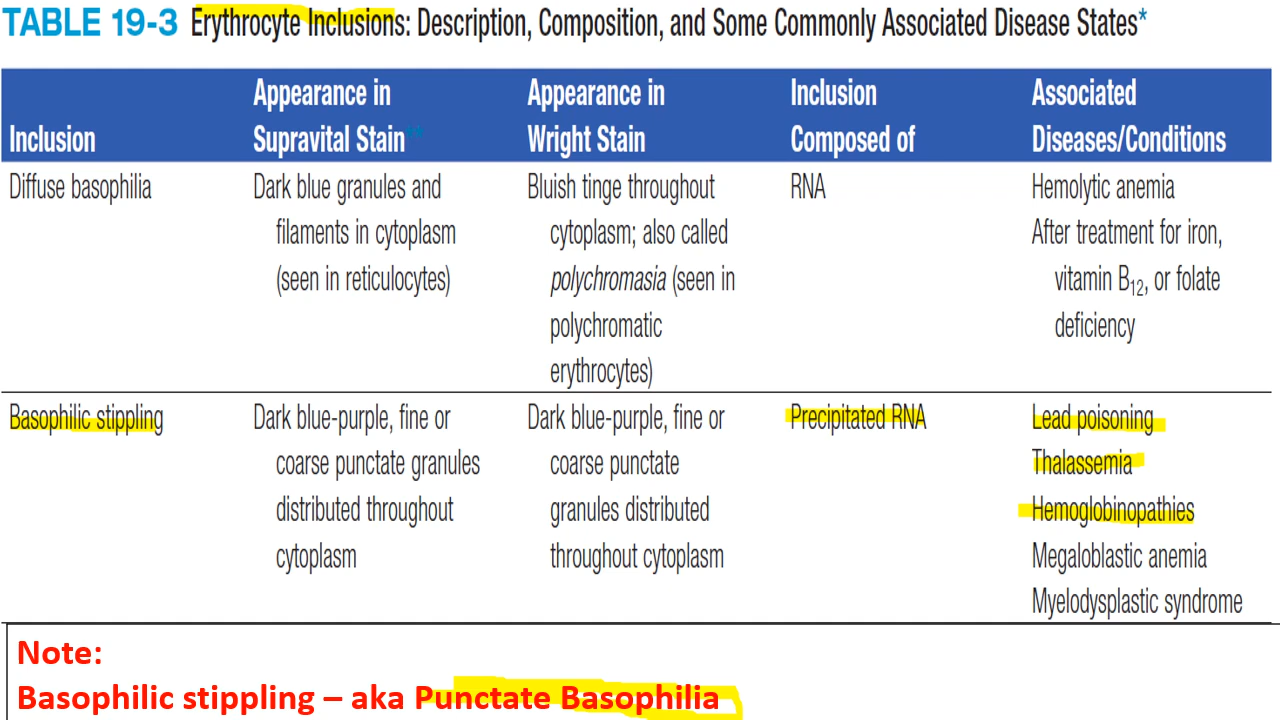 TABLE 19-3 Erythrocyte Inclusions: Description, Composition, and Some Commonly Associated Disease States*
Inclusion
Appearance in
Supravital Stain**
Appearance in
Wright Stain
Inclusion
Composed of
Associated
Diseases/Conditions
Diffuse basophilia
Dark blue granules and
filaments in cytoplasm
(seen in reticulocytes)
Bluish tinge throughout
cytoplasm; also called
polychromasia (seen in
polychromatic
erythrocytes)
RNA
Hemolytic anemia
After treatment for iron,
vitamin B₁₂, or folate
deficiency
Basophilic stippling
Dark blue-purple, fine or
coarse punctate granules
distributed throughout
cytoplasm
Dark blue-purple, fine or
coarse punctate
granules distributed
throughout cytoplasm
Precipitated RNA
Lead poisoning
Thalassemia
Hemoglobinopathies
Megaloblastic anemia
Myelodysplastic syndrome
Note:
Basophilic stippling – aka Punctate Basophilia